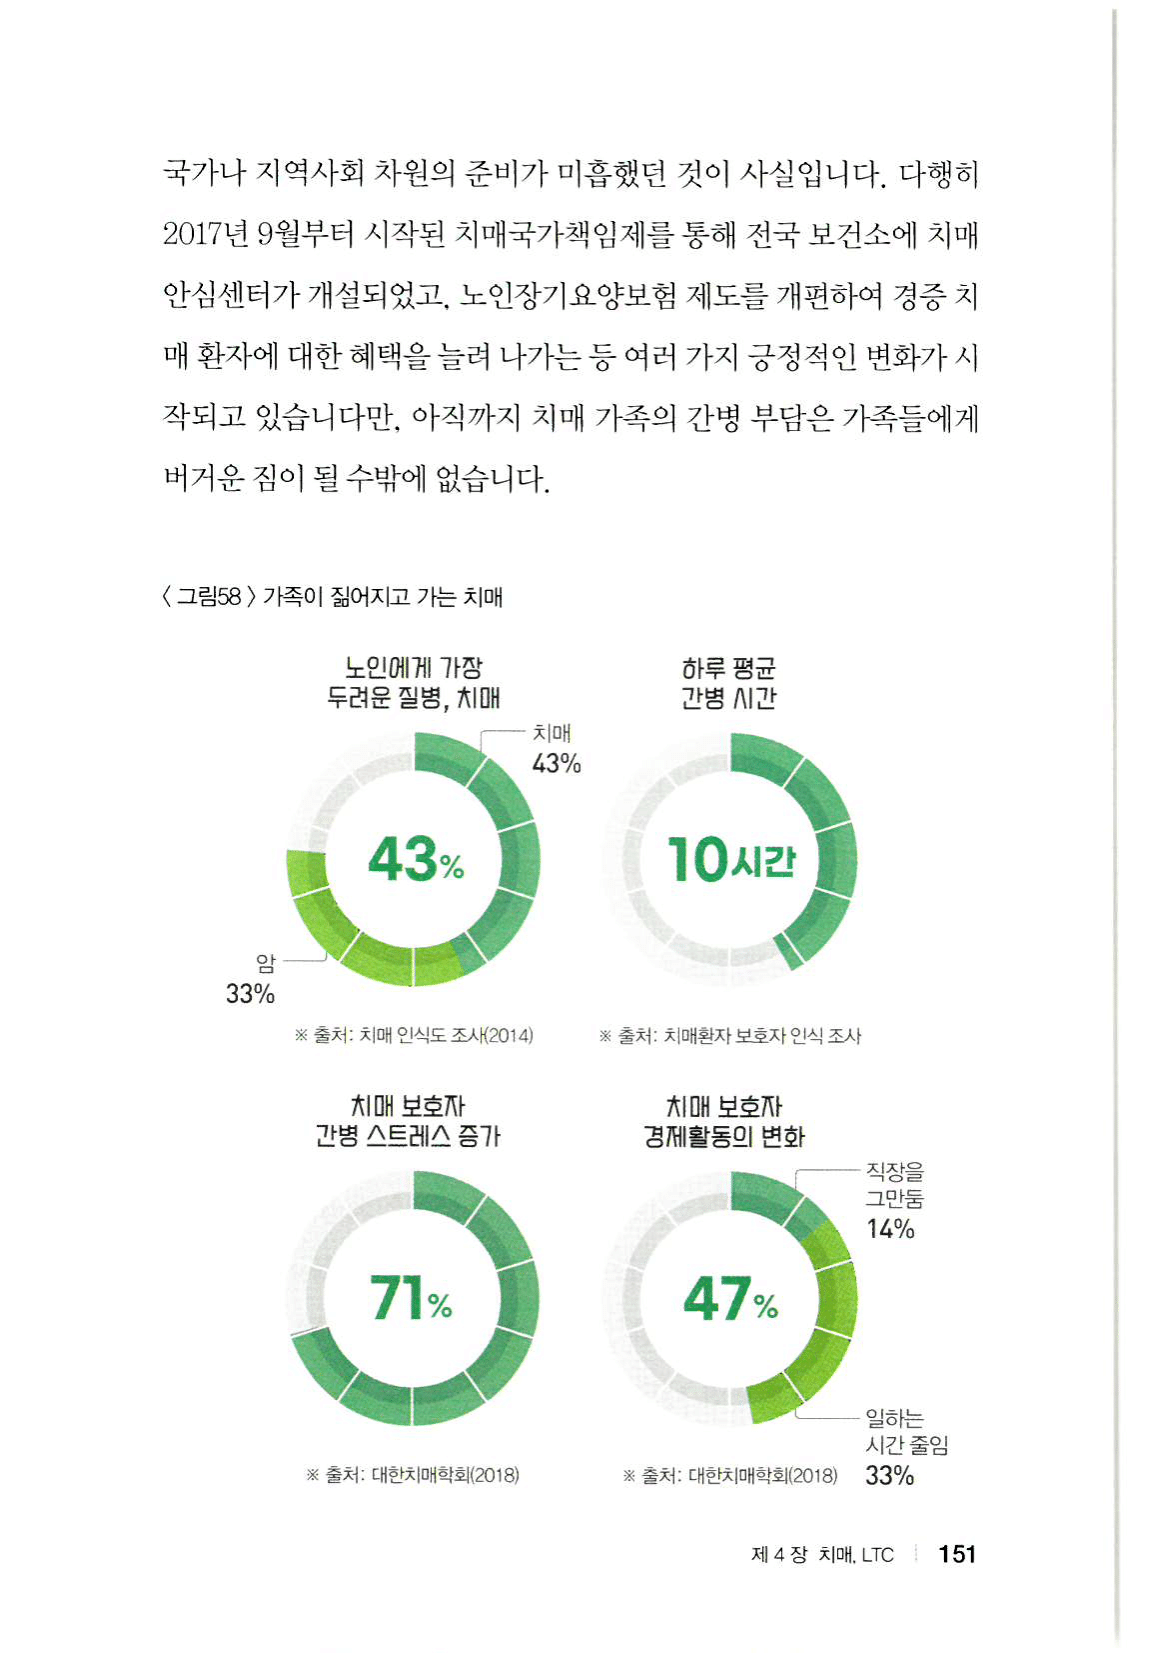 국가나 지역사회 차원의 준비가 미흡했던 것이 사실입니다. 다행히
2017년 9월부터 시작된 치매국가책임제를 통해 전국 보건소에 치매
안심센터가 개설되었고, 노인장기요양보험 제도를 개편하여 경증 치
매 환자에 대한 혜택을 늘려 나가는 등 여러 가지 긍정적인 변화가 시
작되고 있습니다만, 아직까지 치매 가족의 간병 부담은 가족들에게
버거운 짐이 될 수밖에 없습니다.
〈 그림58 〉 가족이 짊어지고 가는 치매
노인에게 가장
두려운 질병, 치매
치매
43%
43%
암
33%
※ 출처: 치매 인식도 조사(2014)
하루 평균
간병 시간
10시간
※ 출처: 치매환자 보호자 인식 조사
치매 보호자
간병 스트레스 증가
71%
※ 출처: 대한치매학회(2018)
치매 보호자
경제활동의 변화
직장을
그만둠
14%
47%
일하는
시간 줄임
33%
※ 출처: 대한치매학회(2018)
제 4 장 치매, LTC 151